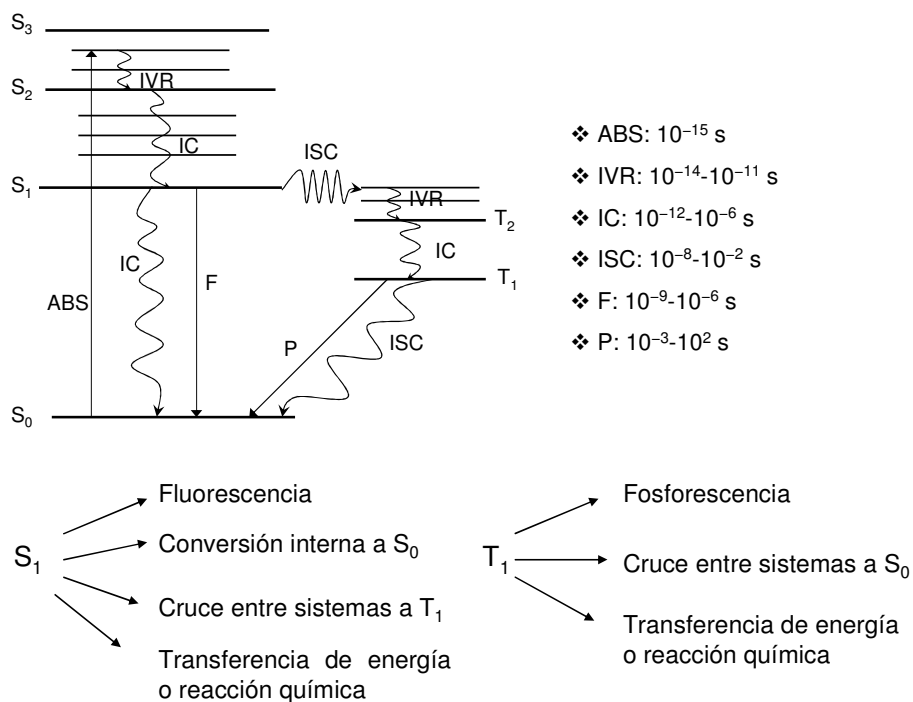 S₃
IVR
S₂
IC
ISC
S₁
IVR
T₂
IC
IC
F
T₁
ABS
P
ISC
S₀
❖ ABS: 10⁻¹⁵ s
❖ IVR: 10⁻¹⁴-10⁻¹¹ s
❖ IC: 10⁻¹²-10⁻⁶ s
❖ ISC: 10⁻⁸-10⁻² s
❖ F: 10⁻⁹-10⁻⁶ s
❖ P: 10⁻³-10² s
S₁
Fluorescencia
Conversión interna a S₀
Cruce entre sistemas a T₁
Transferencia de energía
o reacción química
T₁
Fosforescencia
Cruce entre sistemas a S₀
Transferencia de energía
o reacción química